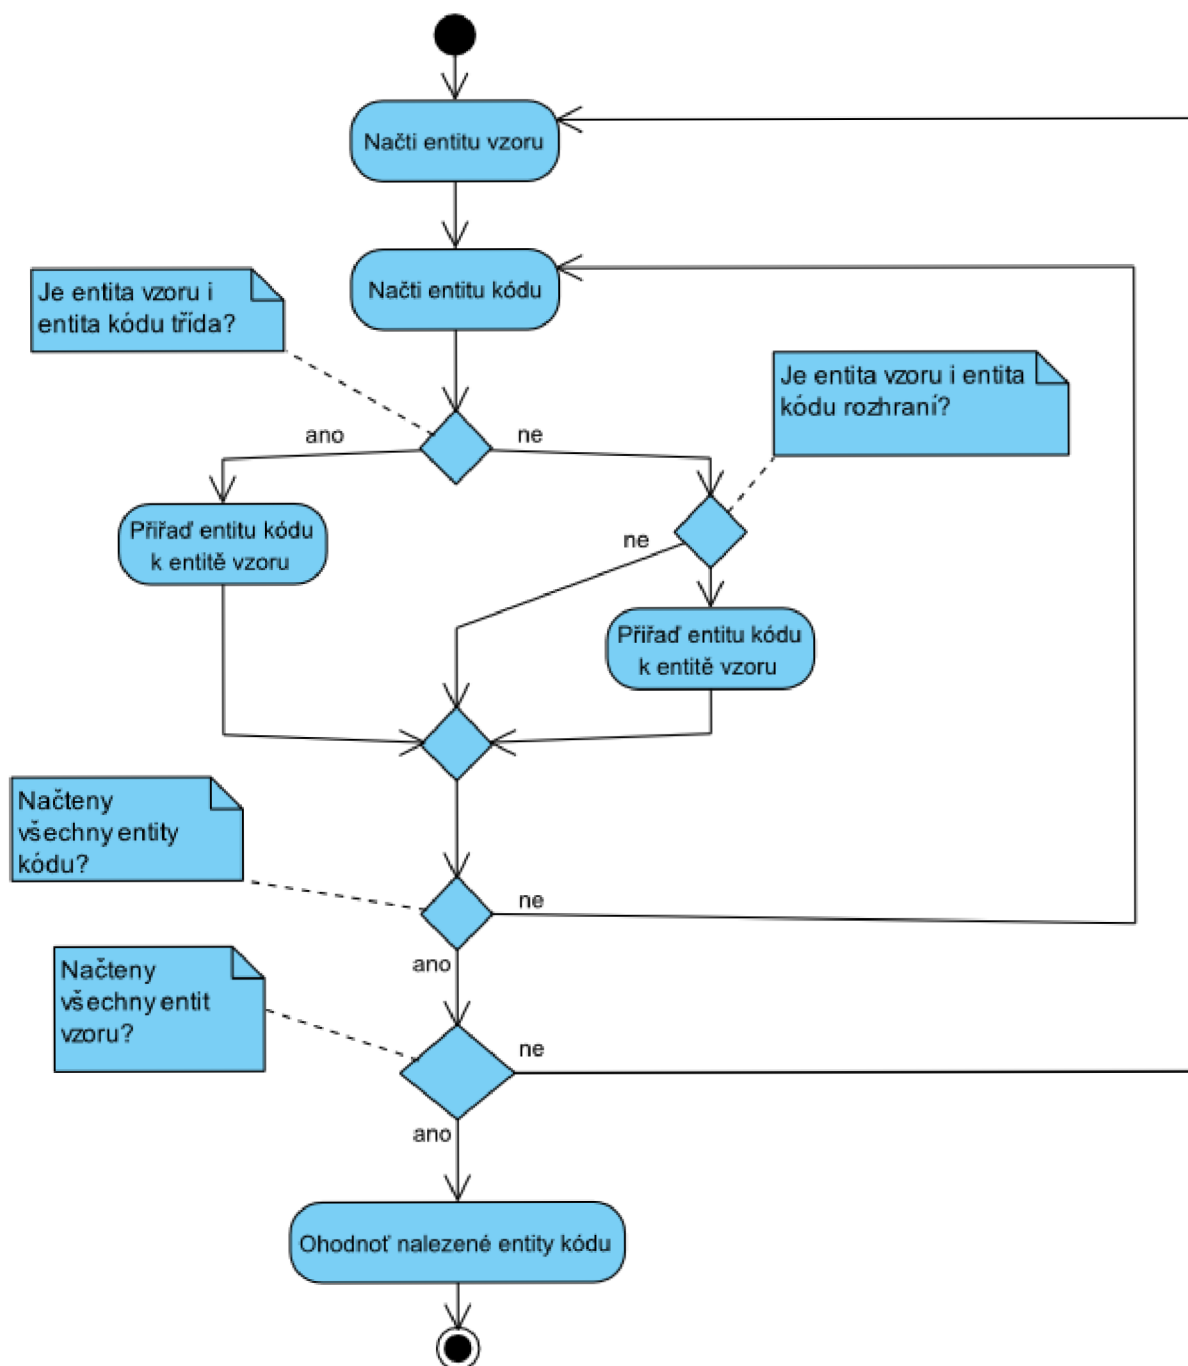 Načti entitu vzoru
Načti entitu kódu
Je entita vzoru i
entita kódu třída?
Je entita vzoru i entita
kódu rozhraní?
ano
ne
Přiřaď entitu kódu
k entitě vzoru
ne
Přiřaď entitu kódu
k entitě vzoru
Načteny
všechny entity
kódu?
ne
ano
Načteny
všechny entit
vzoru?
ne
ano
Ohodnoť nalezené entity kódu